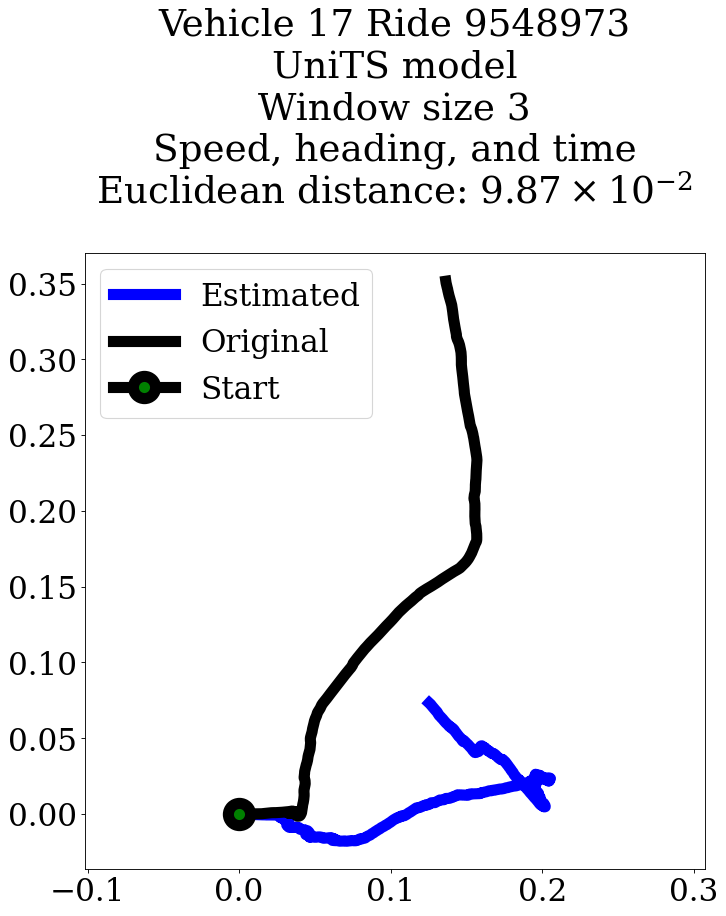 Vehicle 17 Ride 9548973
UniTS model
Window size 3
Speed, heading, and time
Euclidean distance: 9.87 × 10⁻²
Estimated
Original
Start
0.35
0.30
0.25
0.20
0.15
0.10
0.05
0.00
−0.1 0.0 0.1 0.2 0.3